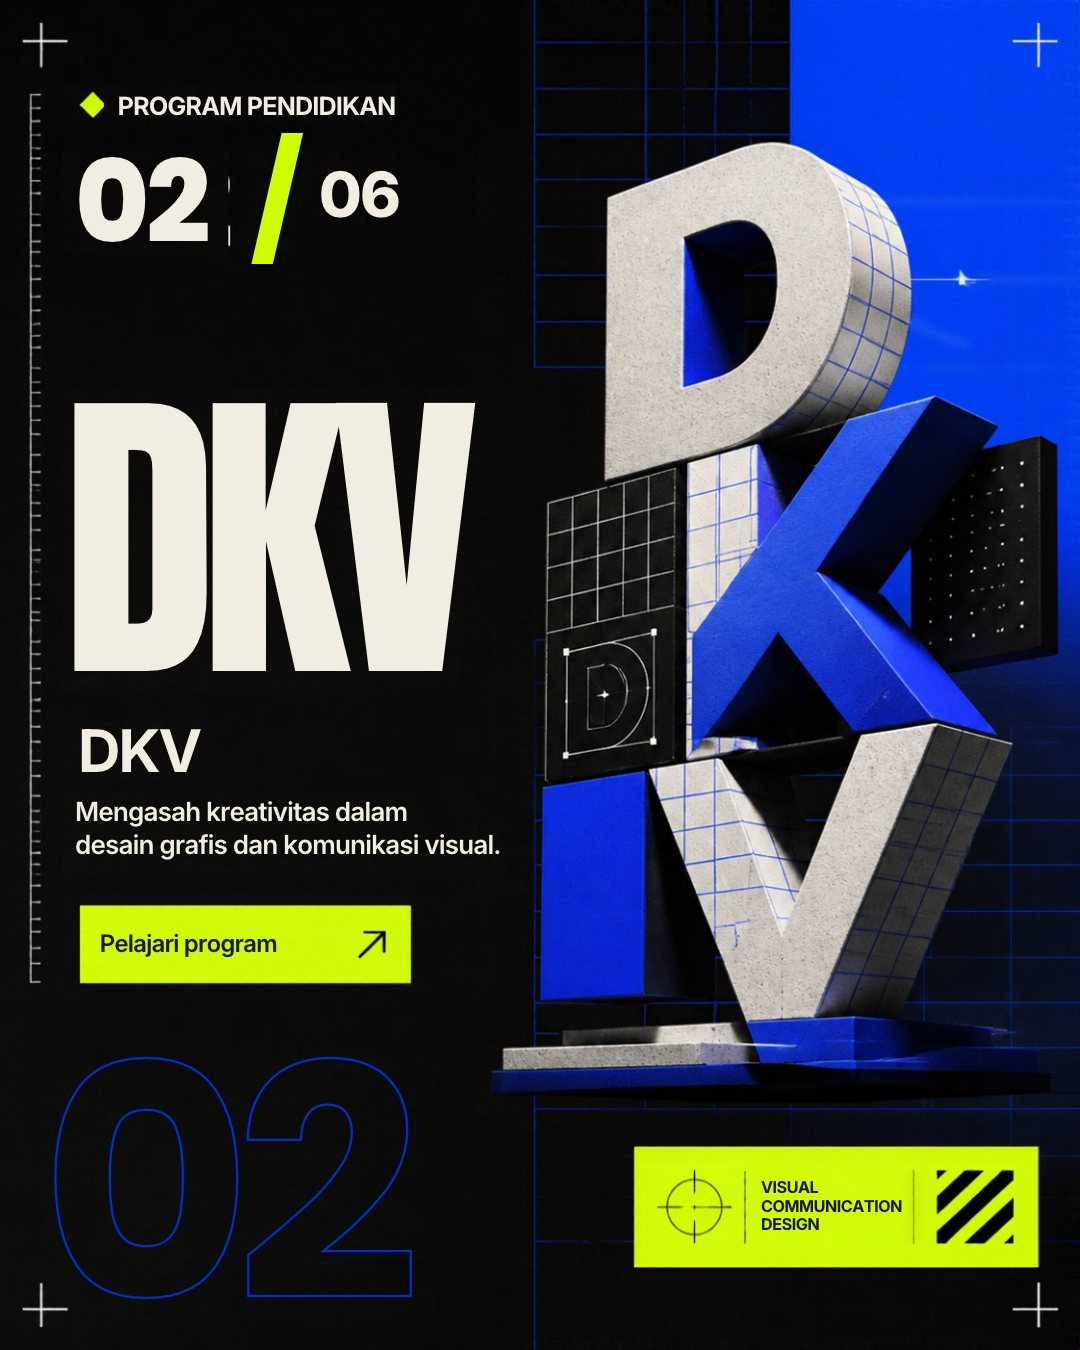 PROGRAM PENDIDIKAN
02 / 06
DKV
DKV
Mengasah kreativitas dalam
desain grafis dan komunikasi visual.
Pelajari program
02
D
K
D
V
VISUAL
COMMUNICATION
DESIGN